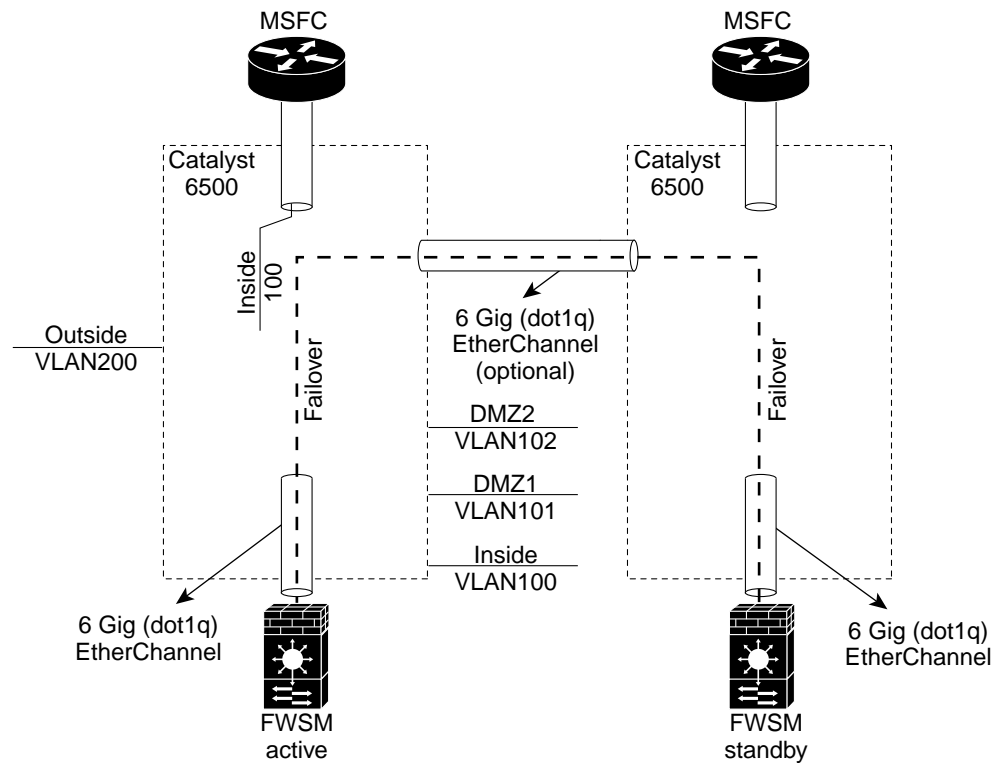 MSFC
MSFC
Catalyst
6500
Catalyst
6500
Inside
100
6 Gig (dot1q)
EtherChannel
(optional)
Outside
VLAN200
Failover
Failover
DMZ2
VLAN102
DMZ1
VLAN101
Inside
VLAN100
6 Gig (dot1q)
EtherChannel
6 Gig (dot1q)
EtherChannel
FWSM
active
FWSM
standby